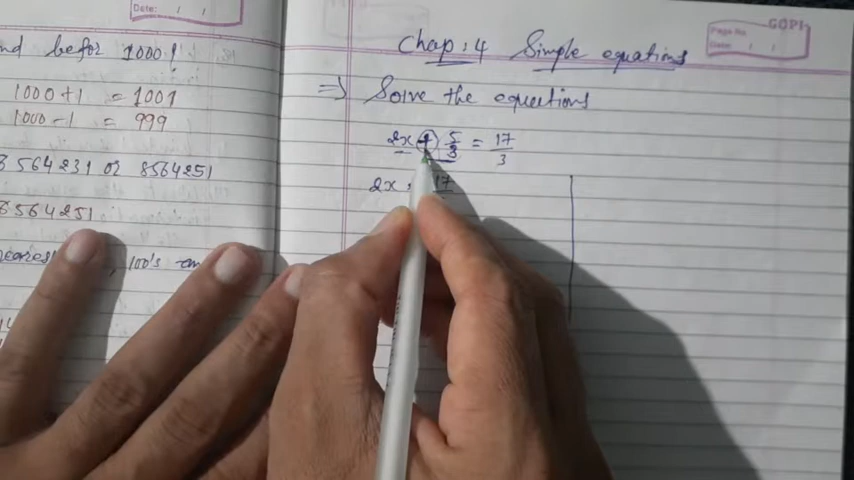 Date: / /
nd befor 1000!
1000 + 1 = 1001
1000 - 1 = 999
8564231 or 8564251
8564251
, 100's
GOPI
Page No.
Date: / /
Chap: 4 Simple equations
⇒ Solve the equations
2x + 5/3 = 17/3
2x = 17